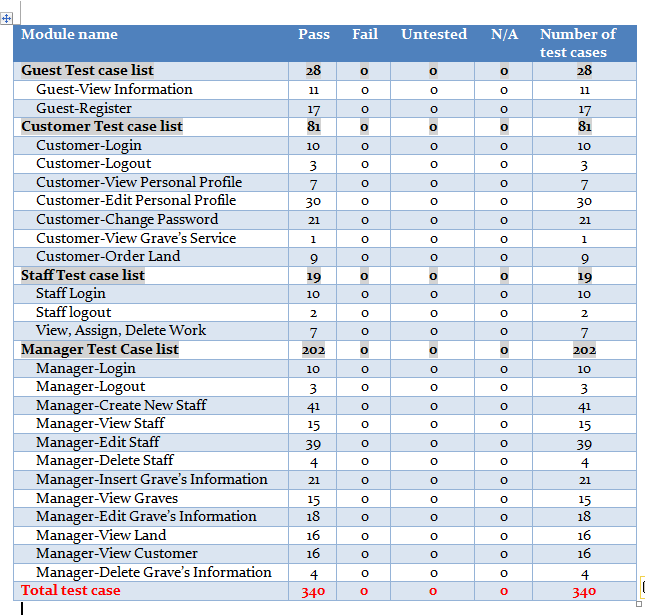 Module name Pass Fail Untested N/A Number of
test cases
Guest Test case list 28 0 0 0 28
Guest-View Information 11 0 0 0 11
Guest-Register 17 0 0 0 17
Customer Test case list 81 0 0 0 81
Customer-Login 10 0 0 0 10
Customer-Logout 3 0 0 0 3
Customer-View Personal Profile 7 0 0 0 7
Customer-Edit Personal Profile 30 0 0 0 30
Customer-Change Password 21 0 0 0 21
Customer-View Grave's Service 1 0 0 0 1
Customer-Order Land 9 0 0 0 9
Staff Test case list 19 0 0 0 19
Staff Login 10 0 0 0 10
Staff logout 2 0 0 0 2
View, Assign, Delete Work 7 0 0 0 7
Manager Test Case list 202 0 0 0 202
Manager-Login 10 0 0 0 10
Manager-Logout 3 0 0 0 3
Manager-Create New Staff 41 0 0 0 41
Manager-View Staff 15 0 0 0 15
Manager-Edit Staff 39 0 0 0 39
Manager-Delete Staff 4 0 0 0 4
Manager-Insert Grave's Information 21 0 0 0 21
Manager-View Graves 15 0 0 0 15
Manager-Edit Grave's Information 18 0 0 0 18
Manager-View Land 16 0 0 0 16
Manager-View Customer 16 0 0 0 16
Manager-Delete Grave's Information 4 0 0 0 4
Total test case 340 0 0 0 340